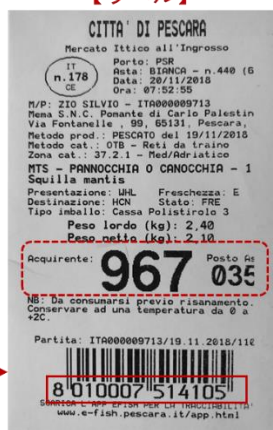 CITTA' DI PESCARA
Mercato Ittico all'Ingrosso
IT
n.178
CE
Porto: PSR
Asta: BIANCA - n.440 (6
Data: 20/11/2018
Ora: 07:52:55
M/P: ZIO SILVIO - ITA000009713
Mema S.N.C. Pomante di Carlo Palestin
Via Fontanelle , 99, 65131, Pescara,
Metodo prod.: PESCATO del 19/11/2018
Metodo cat.: OTB - Reti da traino
Zona cat.: 37.2.1 - Med/Adriatico
MTS - PANNOCCHIA O CANOCCHIA - 1
Squilla mantis
Presentazione: WHL Freschezza: E
Destinazione: HCN Stato: FRE
Tipo imballo: Cassa Polistirolo 3
Peso lordo (kg): 2,40
Peso netto (kg): 2,10
Acquirente: 967 Posto As
035
NB: Da consumarsi previo risanamento.
Conservare ad una temperatura da 0 a
+2C.
Partita: ITA000009713/19.11.2018/110
8 010007 514105
SCARICA L'APP EFISH PER LA TRACCIABILITA'
www.e-fish.pescara.it/app.html